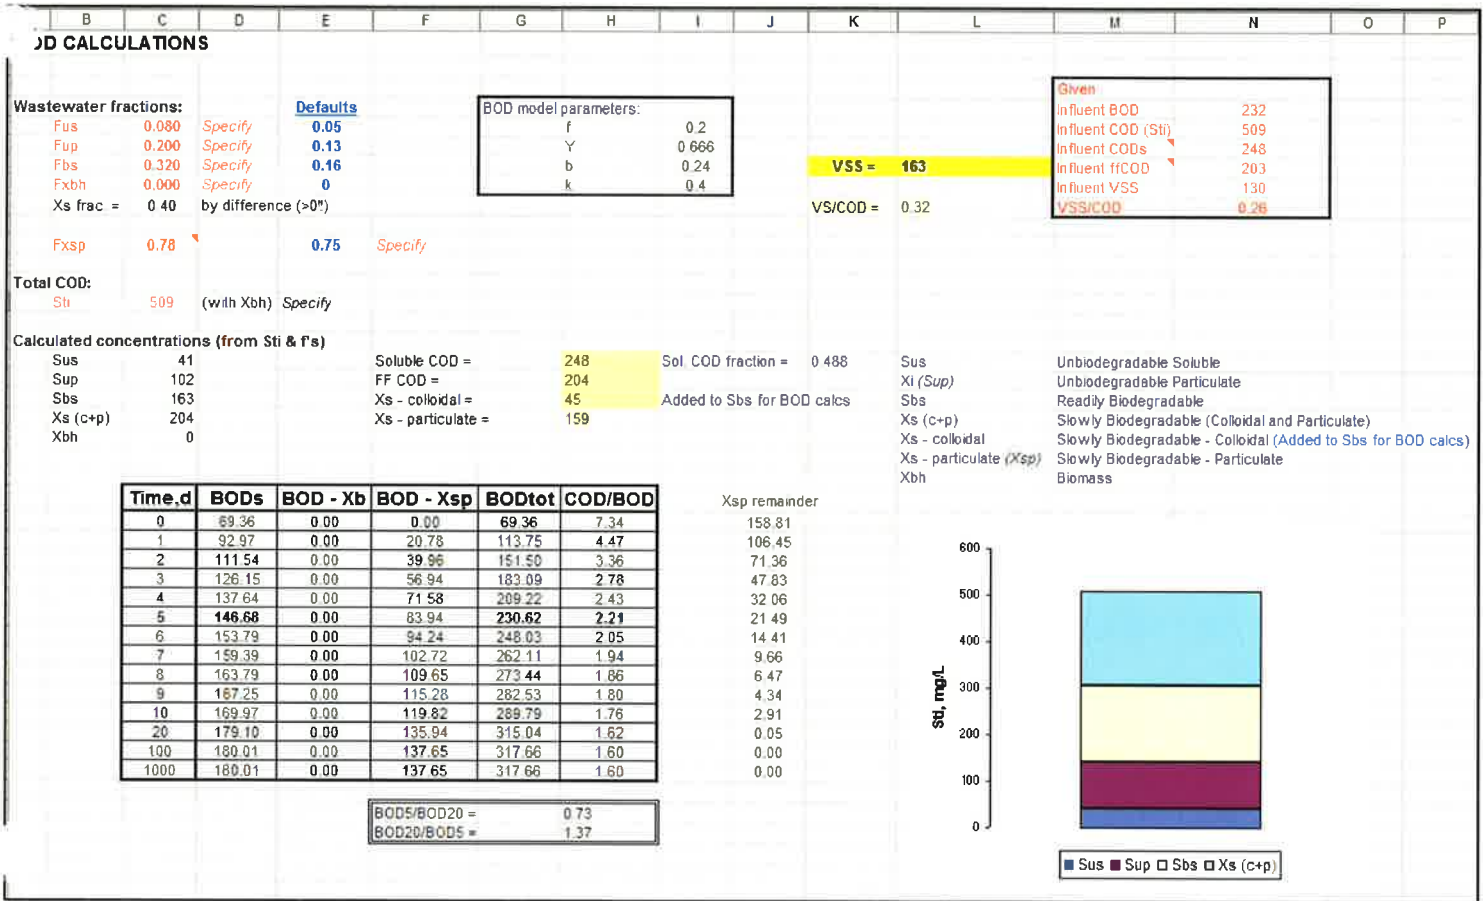 B C D E F G H I J K L M N O P
OD CALCULATIONS
Given
Wastewater fractions: Defaults BOD model parameters: Influent BOD 232
Fus 0.080 Specify 0.05 f 0.2 Influent COD (Sti) 509
Fup 0.200 Specify 0.13 Y 0.666 Influent CODs 248
Fbs 0.320 Specify 0.16 b 0.24 VSS = 163 Influent ffCOD 203
Fxbh 0.000 Specify 0 k 0.4 Influent VSS 130
Xs frac = 0.40 by difference (>0") VS/COD = 0.32 VSS/COD 0.26
Fxsp 0.78 0.75 Specify
Total COD:
Sti 509 (with Xbh) Specify
Calculated concentrations (from Sti & f's)
Sus 41 Soluble COD = 248 Sol. COD fraction = 0.488 Sus Unbiodegradable Soluble
Sup 102 FF COD = 204 Xi (Sup) Unbiodegradable Particulate
Sbs 163 Xs - colloidal = 45 Added to Sbs for BOD calcs Sbs Readily Biodegradable
Xs (c+p) 204 Xs - particulate = 159 Xs (c+p) Slowly Biodegradable (Colloidal and Particulate)
Xbh 0 Xs - colloidal Slowly Biodegradable - Colloidal (Added to Sbs for BOD calcs)
Xs - particulate (Xsp) Slowly Biodegradable - Particulate
Xbh Biomass
Time,d BODs BOD - Xb BOD - Xsp BODtot COD/BOD Xsp remainder
0 69.36 0.00 0.00 69.36 7.34 158.81
1 92.97 0.00 20.78 113.75 4.47 106.45
2 111.54 0.00 39.96 151.50 3.36 71.36
3 126.15 0.00 56.94 183.09 2.78 47.83
4 137.64 0.00 71.58 209.22 2.43 32.06
5 146.68 0.00 83.94 230.62 2.21 21.49
6 153.79 0.00 94.24 248.03 2.05 14.41
7 159.39 0.00 102.72 262.11 1.94 9.66
8 163.79 0.00 109.65 273.44 1.86 6.47
9 167.25 0.00 115.28 282.53 1.80 4.34
10 169.97 0.00 119.82 289.79 1.76 2.91
20 179.10 0.00 135.94 315.04 1.62 0.05
100 180.01 0.00 137.65 317.66 1.60 0.00
1000 180.01 0.00 137.65 317.66 1.60 0.00
BOD5/BOD20 = 0.73
BOD20/BOD5 = 1.37
600
500
400
300
200
100
0
Sti, mg/L
Sus Sup Sbs Xs (c+p)